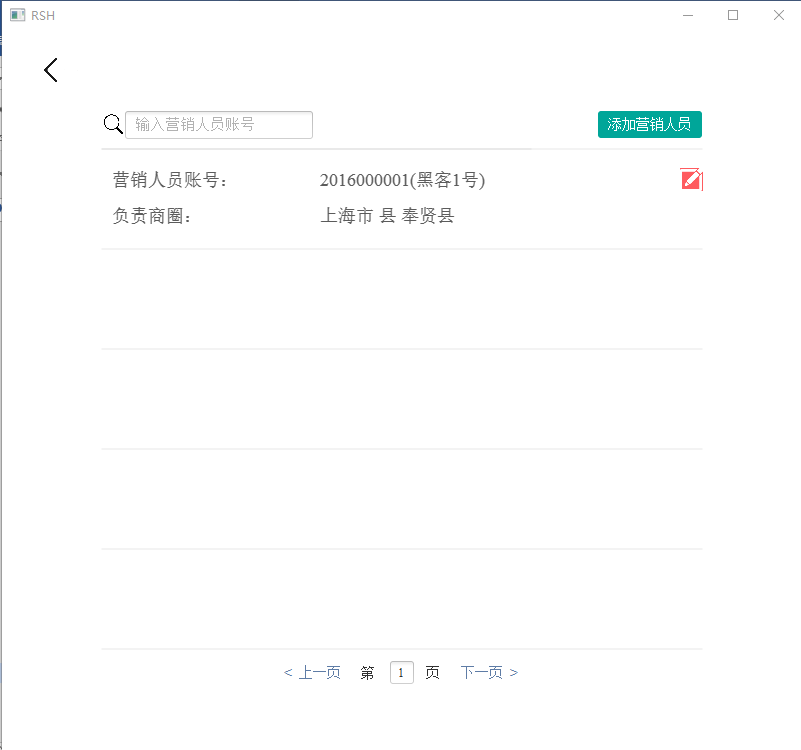 RSH
输入营销人员账号 添加营销人员
营销人员账号： 2016000001(黑客1号)
负责商圈： 上海市 县 奉贤县
< 上一页 第 1 页 下一页 >